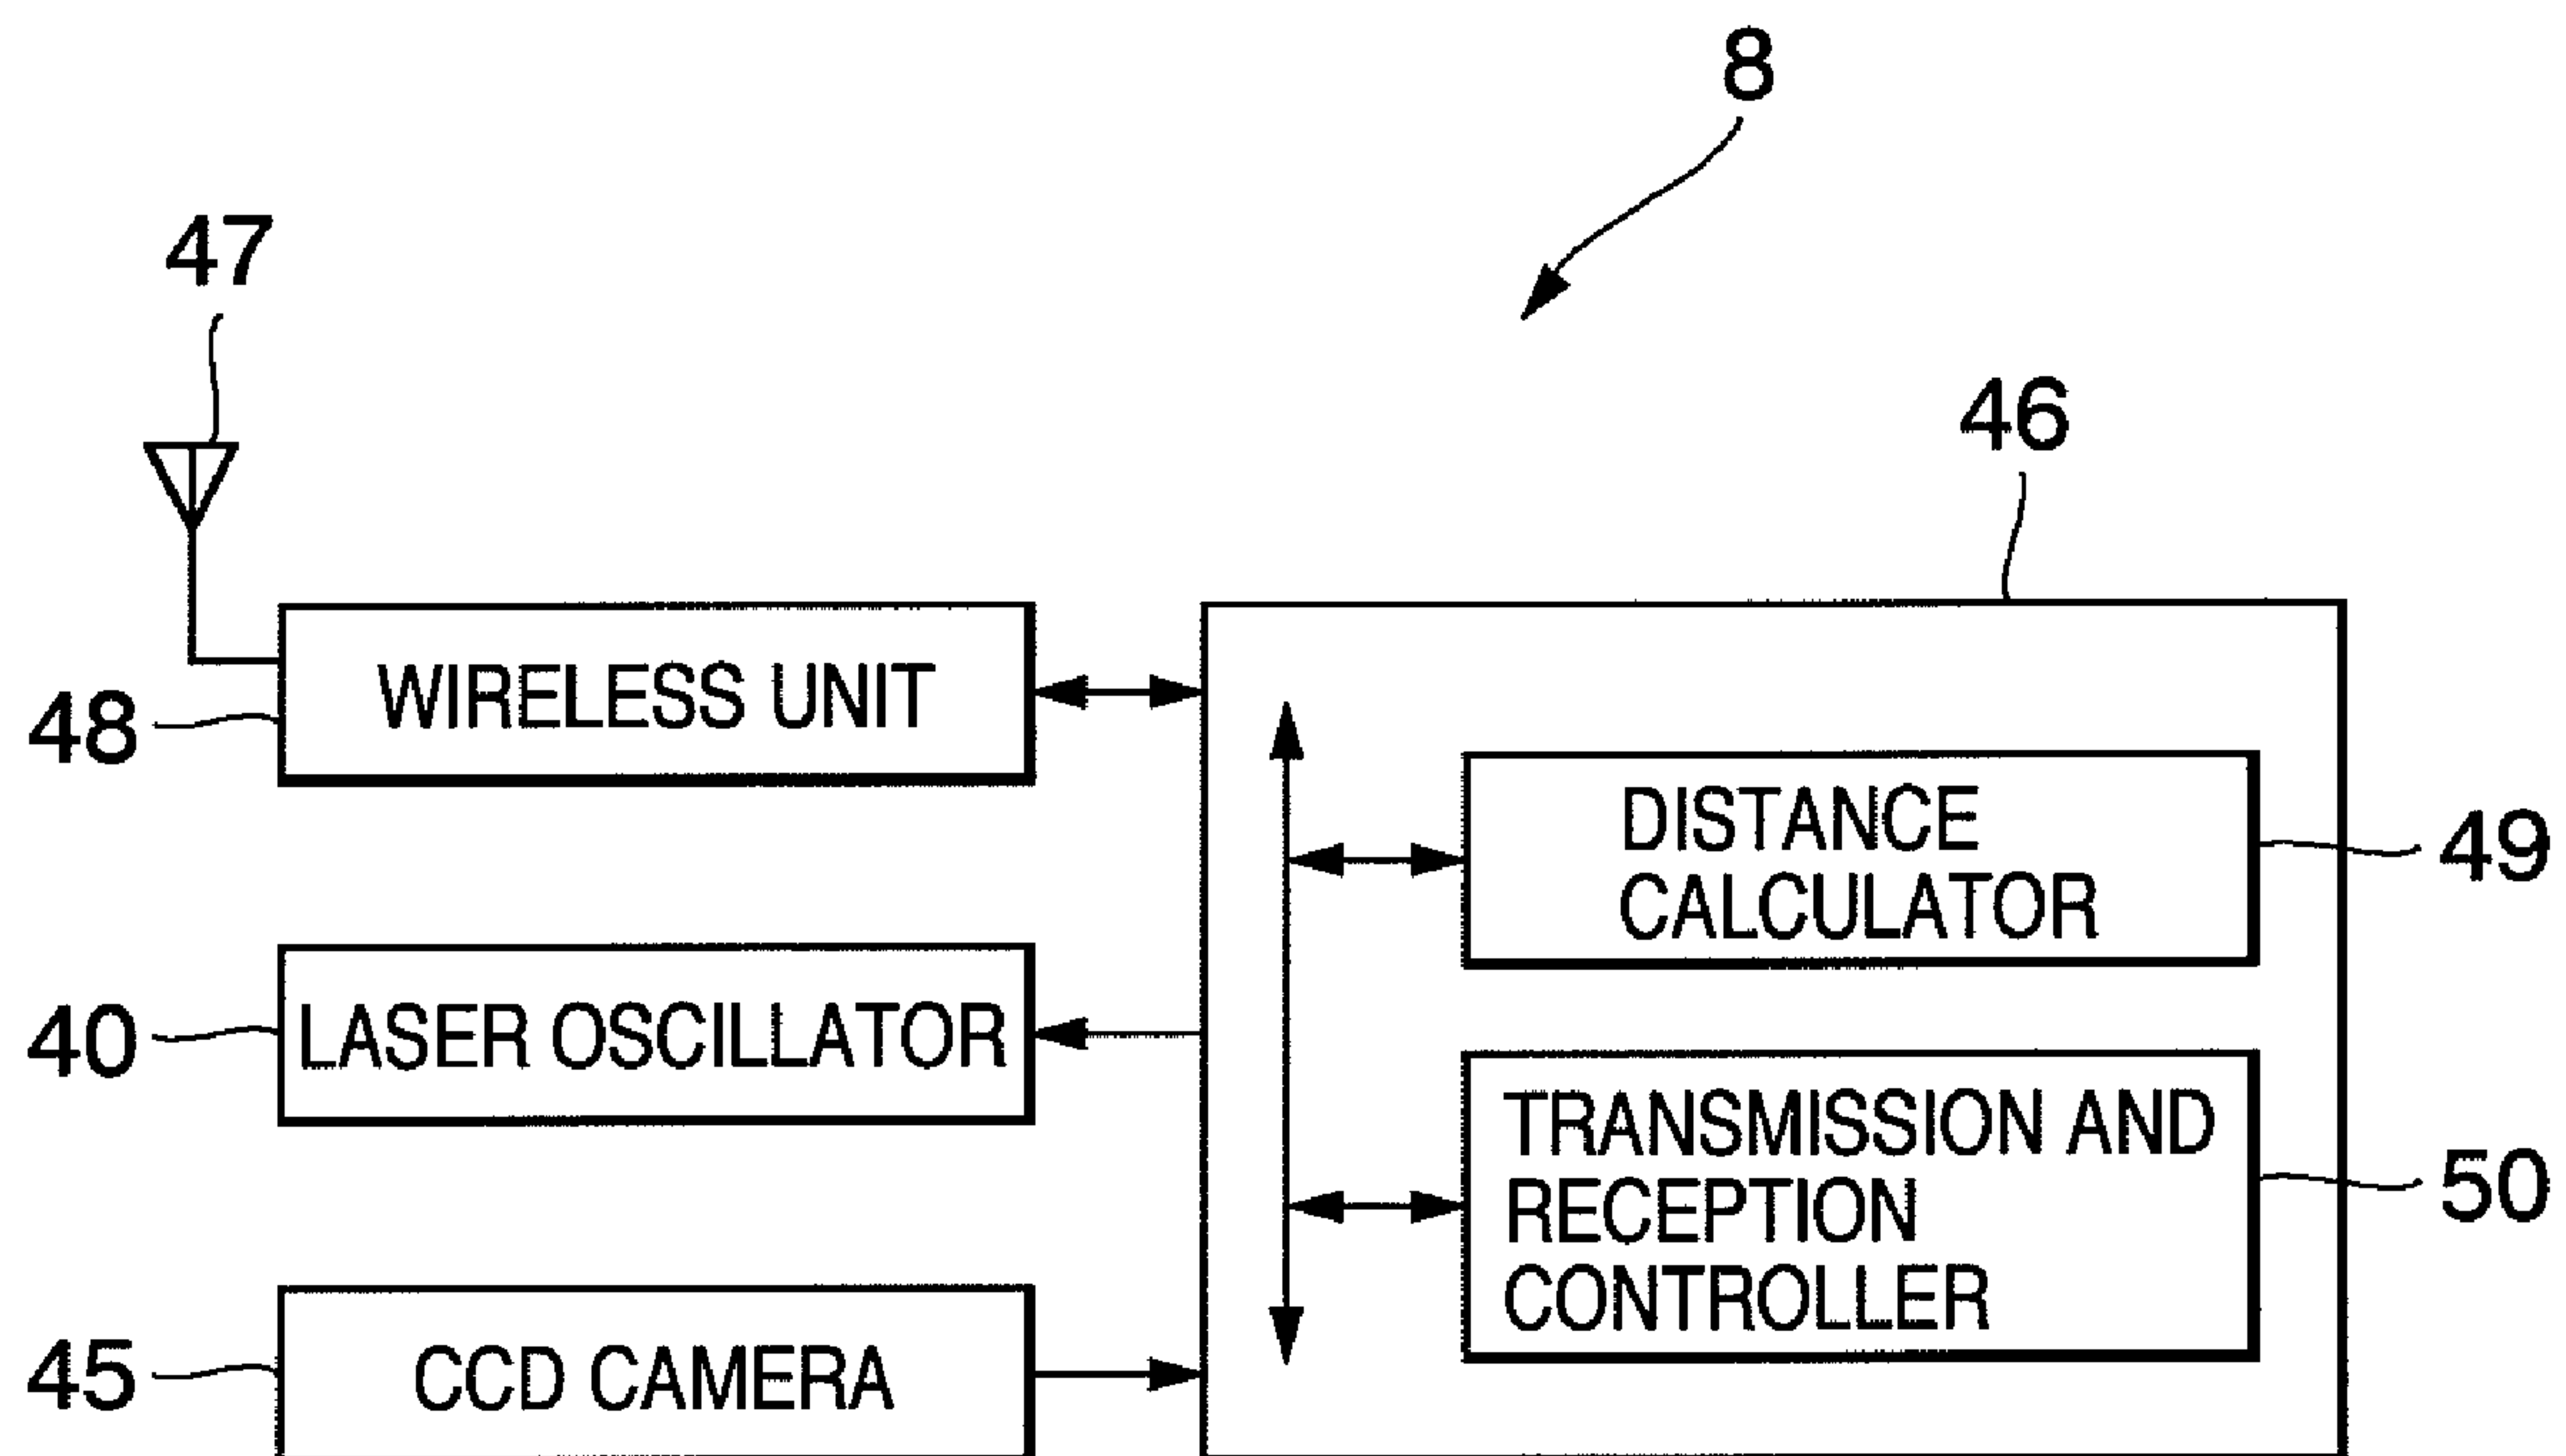 8
47
46
48
WIRELESS UNIT
DISTANCE
CALCULATOR
49
40
LASER OSCILLATOR
TRANSMISSION AND
RECEPTION
CONTROLLER
50
45
CCD CAMERA